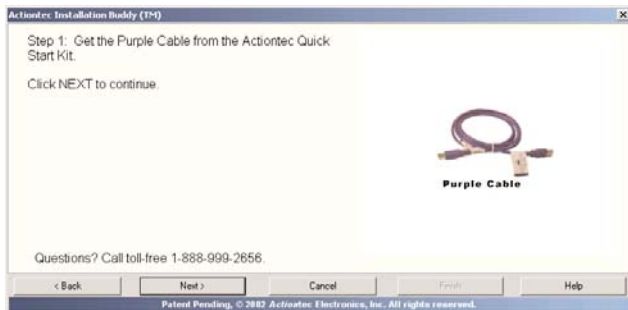 Actiontec Installation Buddy (TM)
Step 1: Get the Purple Cable from the Actiontec Quick
Start Kit.
Click NEXT to continue.
Purple Cable
Questions? Call toll-free 1-888-999-2656.
< Back
Next >
Cancel
Finish
Help
Patent Pending, © 2002 Actiontec Electronics, Inc. All rights reserved.